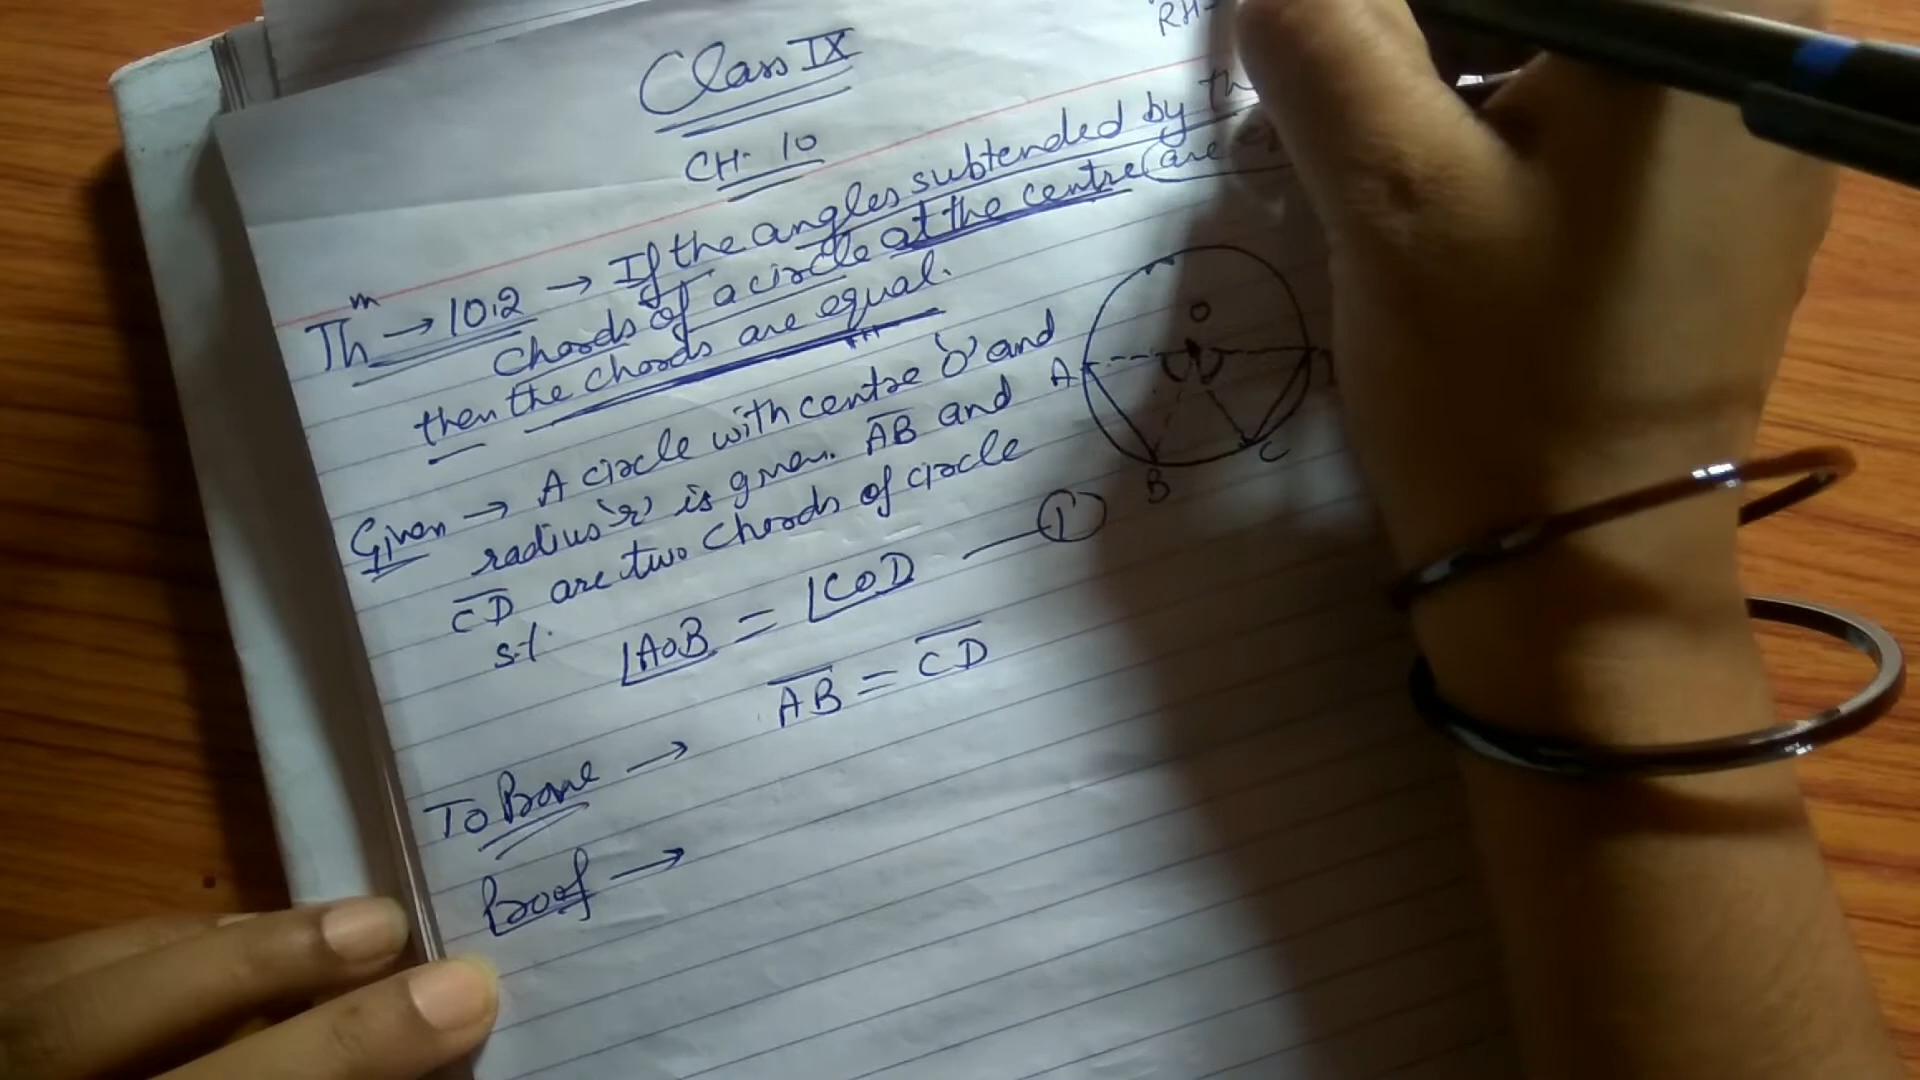 RH-
Class IX
CH- 10
Thm → 10.2 → If the angles subtended by th
chords of a circle at the centre are
then the chords are equal.
Given → A circle with centre 'O' and
radius 'r' is given. AB and
CD are two chords of circle
s.t.
∠AOB = ∠COD — 1
To Prove → AB = CD
Proof →
O
A
B
C